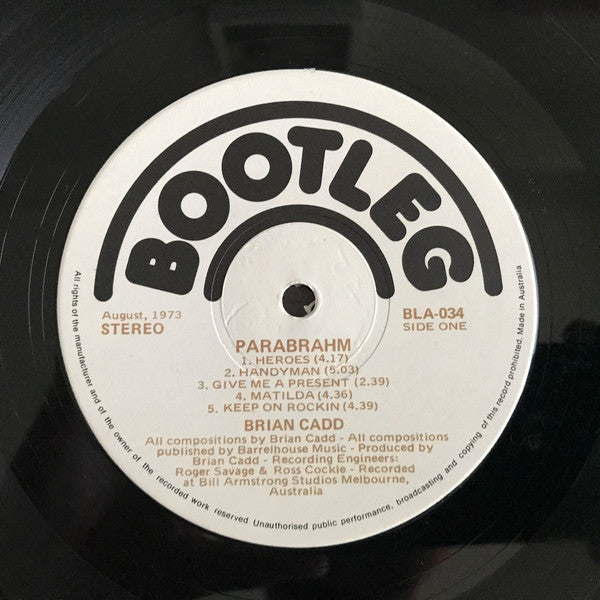 BOOTLEG
August, 1973
STEREO
BLA-034
SIDE ONE
PARABRAHM
1. HEROES (4.17)
2. HANDYMAN (5.03)
3. GIVE ME A PRESENT (2.39)
4. MATILDA (4.36)
5. KEEP ON ROCKIN (4.39)
BRIAN CADD
All compositions by Brian Cadd - All compositions
published by Barrelhouse Music - Produced by
Brian Cadd - Recording Engineers:
Roger Savage & Ross Cockle - Recorded
at Bill Armstrong Studios Melbourne,
Australia
All rights of the manufacturer and of the owner of the recorded work reserved Unauthorised public performance, broadcasting and copying of this record prohibited. Made in Australia